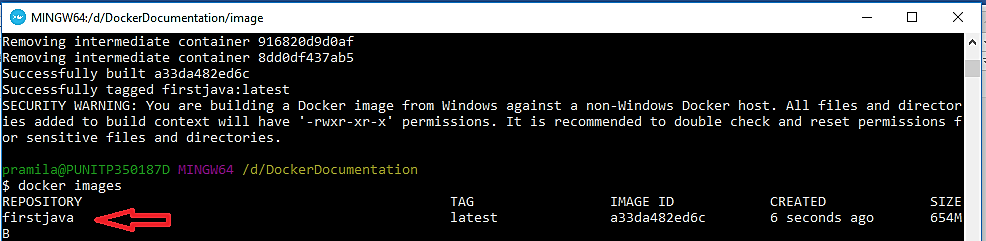 MINGW64:/d/DockerDocumentation/image
Removing intermediate container 916820d9d0af
Removing intermediate container 8dd0df437ab5
Successfully built a33da482ed6c
Successfully tagged firstjava:latest
SECURITY WARNING: You are building a Docker image from Windows against a non-Windows Docker host. All files and director
ies added to build context will have '-rwxr-xr-x' permissions. It is recommended to double check and reset permissions f
or sensitive files and directories.
pramila@PUNITP350187D MINGW64 /d/DockerDocumentation
$ docker images
REPOSITORY TAG IMAGE ID CREATED SIZE
firstjava latest a33da482ed6c 6 seconds ago 654M
B